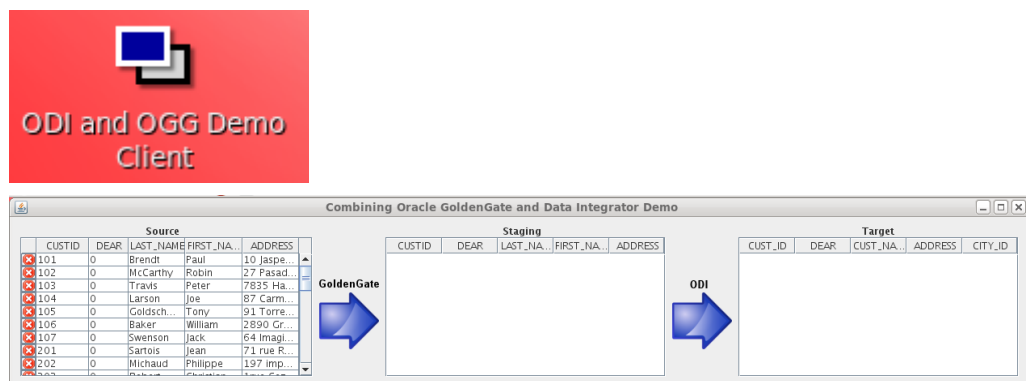 ODI and OGG Demo
Client
Combining Oracle GoldenGate and Data Integrator Demo
Source
CUSTID DEAR LAST_NAME FIRST_NA... ADDRESS
101 0 Brendt Paul 10 Jaspe...
102 0 McCarthy Robin 27 Pasad...
103 0 Travis Peter 7835 Ha...
104 0 Larson Joe 87 Carm...
105 0 Goldsch... Tony 91 Torre...
106 0 Baker William 2890 Gr...
107 0 Swenson Jack 64 Imagi...
201 0 Sartois Jean 71 rue R...
202 0 Michaud Philippe 197 imp...
GoldenGate
Staging
CUSTID DEAR LAST_NA... FIRST_NA... ADDRESS
ODI
Target
CUST_ID DEAR CUST_NA... ADDRESS CITY_ID